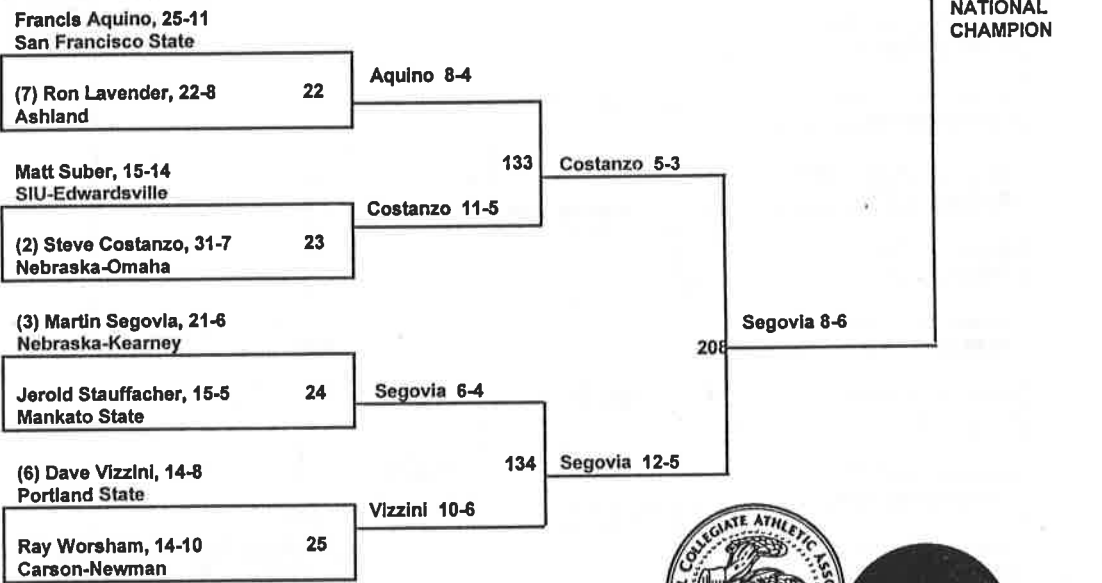 NATIONAL
CHAMPION
Francis Aquino, 25-11
San Francisco State
(7) Ron Lavender, 22-8 22
Ashland
Aquino 8-4
133
Costanzo 5-3
Matt Suber, 15-14
SIU-Edwardsville
(2) Steve Costanzo, 31-7 23
Nebraska-Omaha
Costanzo 11-5
208
Segovia 8-6
(3) Martin Segovia, 21-6
Nebraska-Kearney
Jerold Stauffacher, 15-5 24
Mankato State
Segovia 6-4
134
Segovia 12-5
(6) Dave Vizzini, 14-8
Portland State
Ray Worsham, 14-10 25
Carson-Newman
Vizzini 10-6
COLLEGIATE ATHLETIC